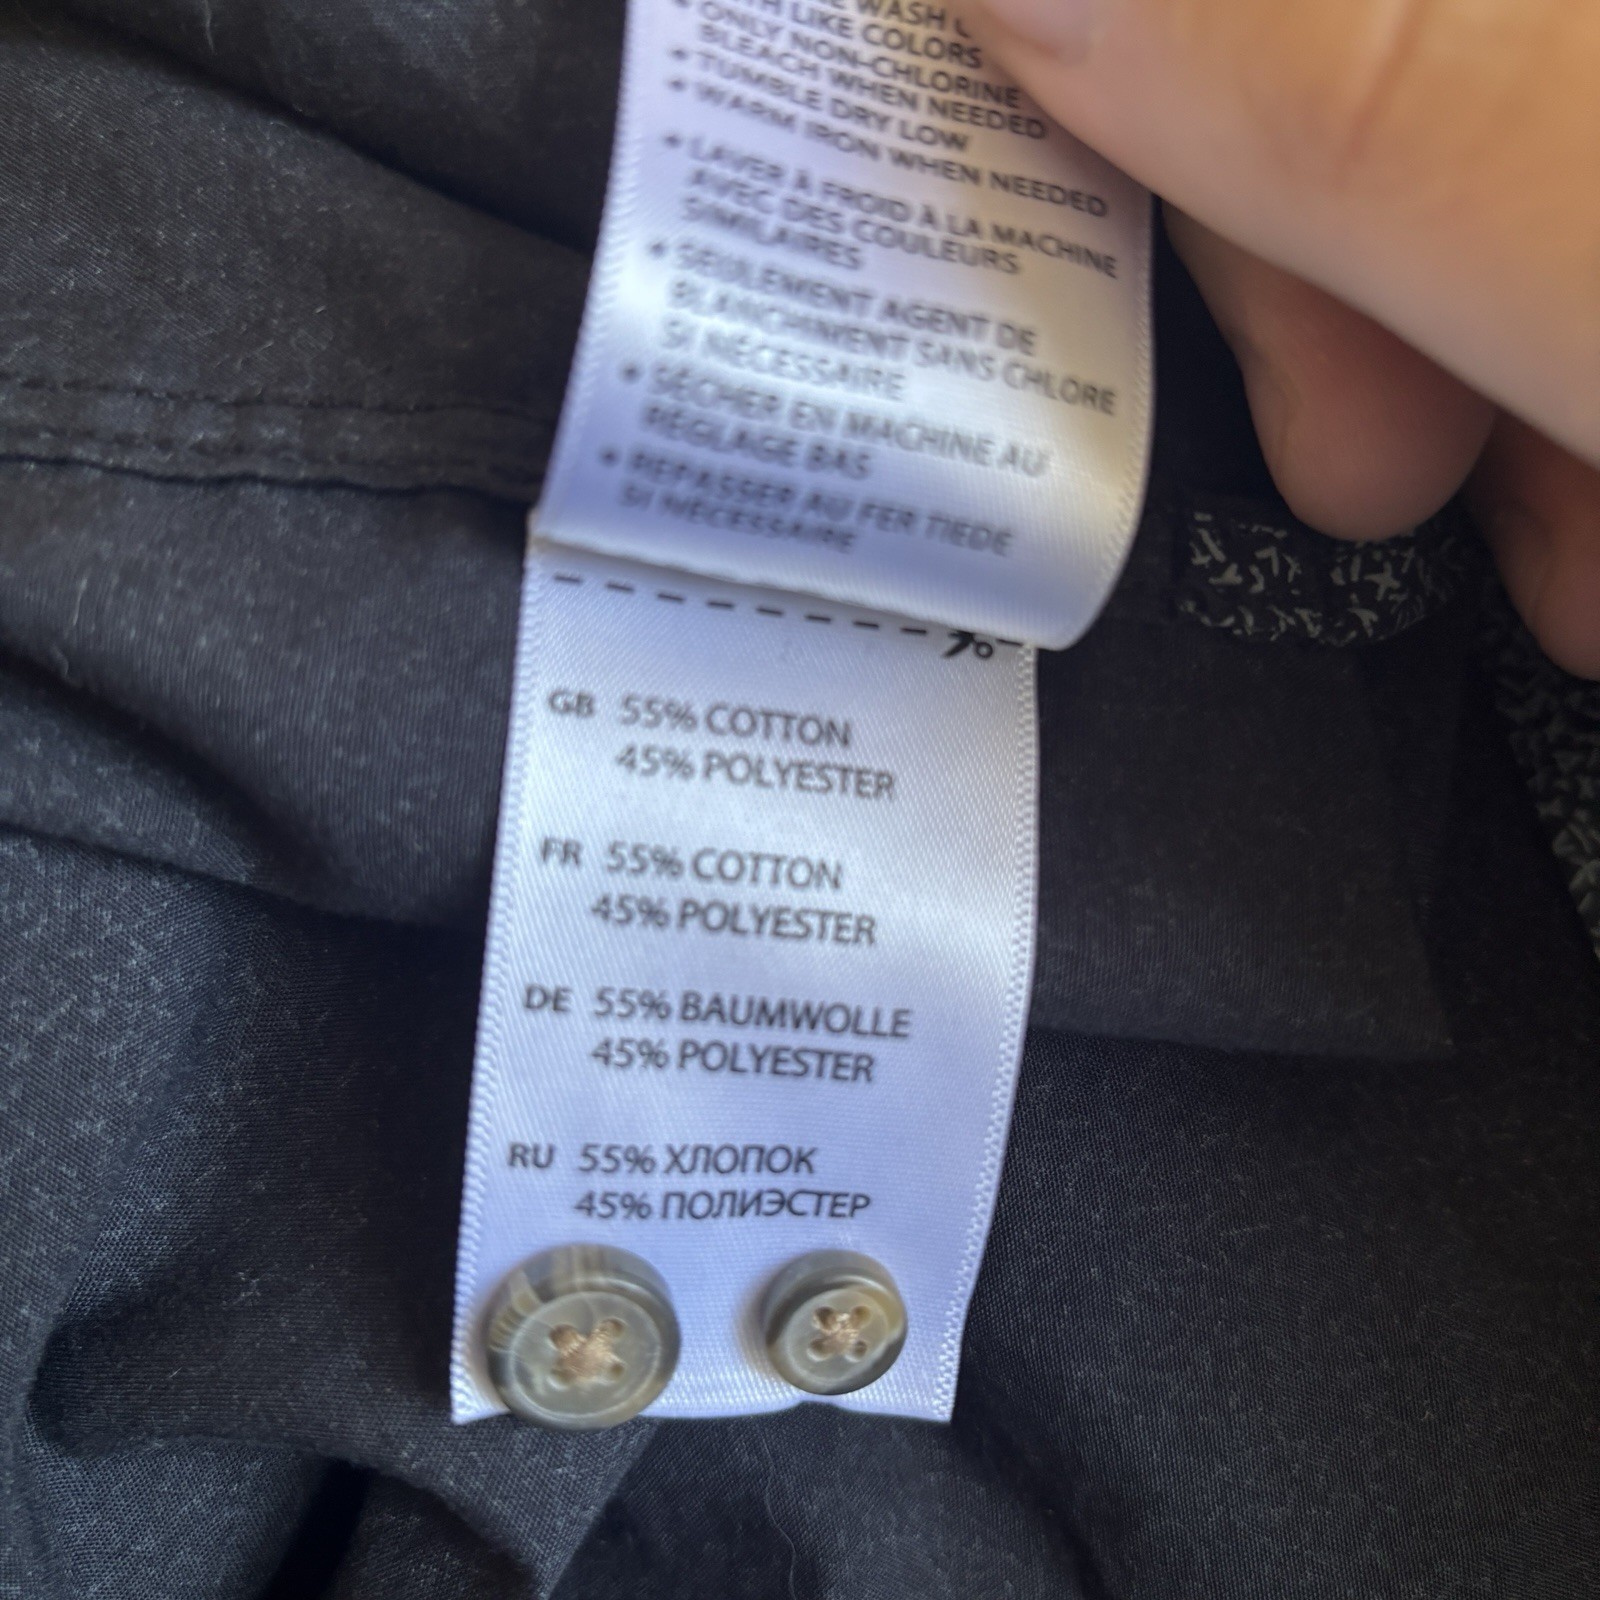 WASH
LIKE COLORS
• ONLY NON-CHLORINE
BLEACH WHEN NEEDED
• TUMBLE DRY LOW
• WARM IRON WHEN NEEDED
• LAVER À FROID À LA MACHINE
AVEC DES COULEURS
SIMILAIRES
• SEULEMENT AGENT DE
BLANCHIMENT SANS CHLORE
SI NÉCESSAIRE
• SÉCHER EN MACHINE AU
RÉGLAGE BAS
• REPASSER AU FER TIEDE
SI NÉCESSAIRE
GB 55% COTTON
45% POLYESTER
FR 55% COTTON
45% POLYESTER
DE 55% BAUMWOLLE
45% POLYESTER
RU 55% ХЛОПОК
45% ПОЛИЭСТЕР